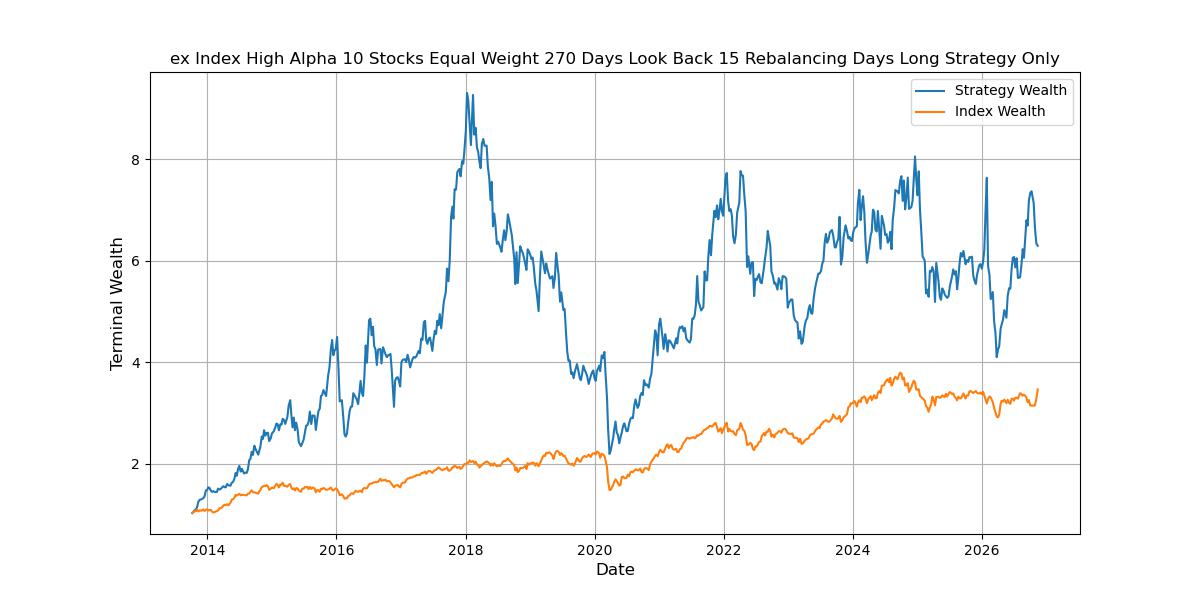 ex Index High Alpha 10 Stocks Equal Weight 270 Days Look Back 15 Rebalancing Days Long Strategy Only
Strategy Wealth
Index Wealth
Terminal Wealth
8
6
4
2
2014 2016 2018 2020 2022 2024 2026
Date